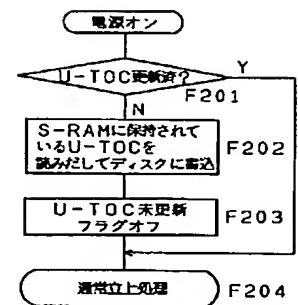 電源オン
U-TOC更新済?
Y
F201
N
S-RAMに保持されて
いるU-TOCを
読みだしてディスクに書込
F202
U-TOC未更新
フラグオフ
F203
通常立上処理
F204